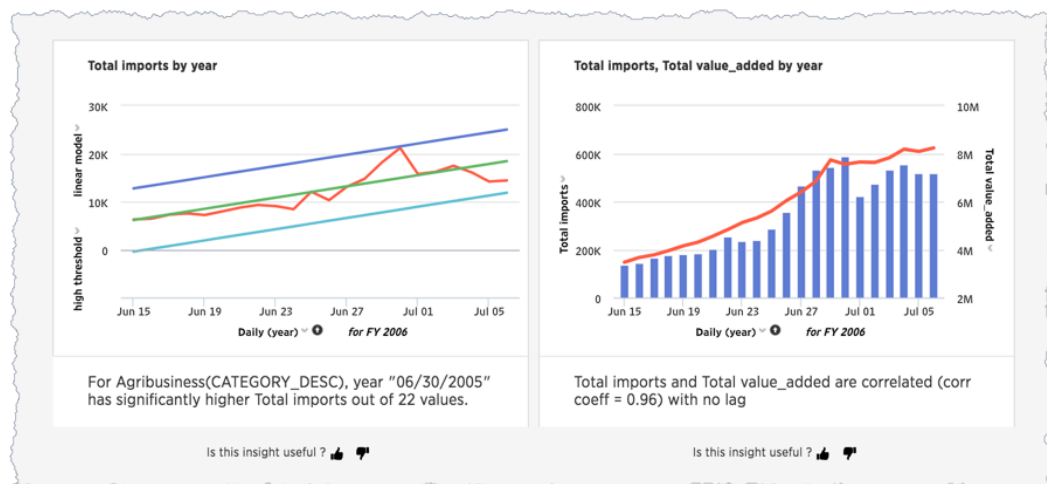 Total imports by year
30K
20K
10K
0
linear model
high threshold
Jun 15
Jun 19
Jun 23
Jun 27
Jul 01
Jul 05
Daily (year)
for FY 2006
For Agribusiness(CATEGORY_DESC), year "06/30/2005"
has significantly higher Total imports out of 22 values.
Is this insight useful ?
Total imports, Total value_added by year
800K
600K
400K
200K
0
Total imports
10M
8M
6M
4M
2M
Total value_added
Jun 15
Jun 19
Jun 23
Jun 27
Jul 01
Jul 05
Daily (year)
for FY 2006
Total imports and Total value_added are correlated (corr
coeff = 0.96) with no lag
Is this insight useful ?